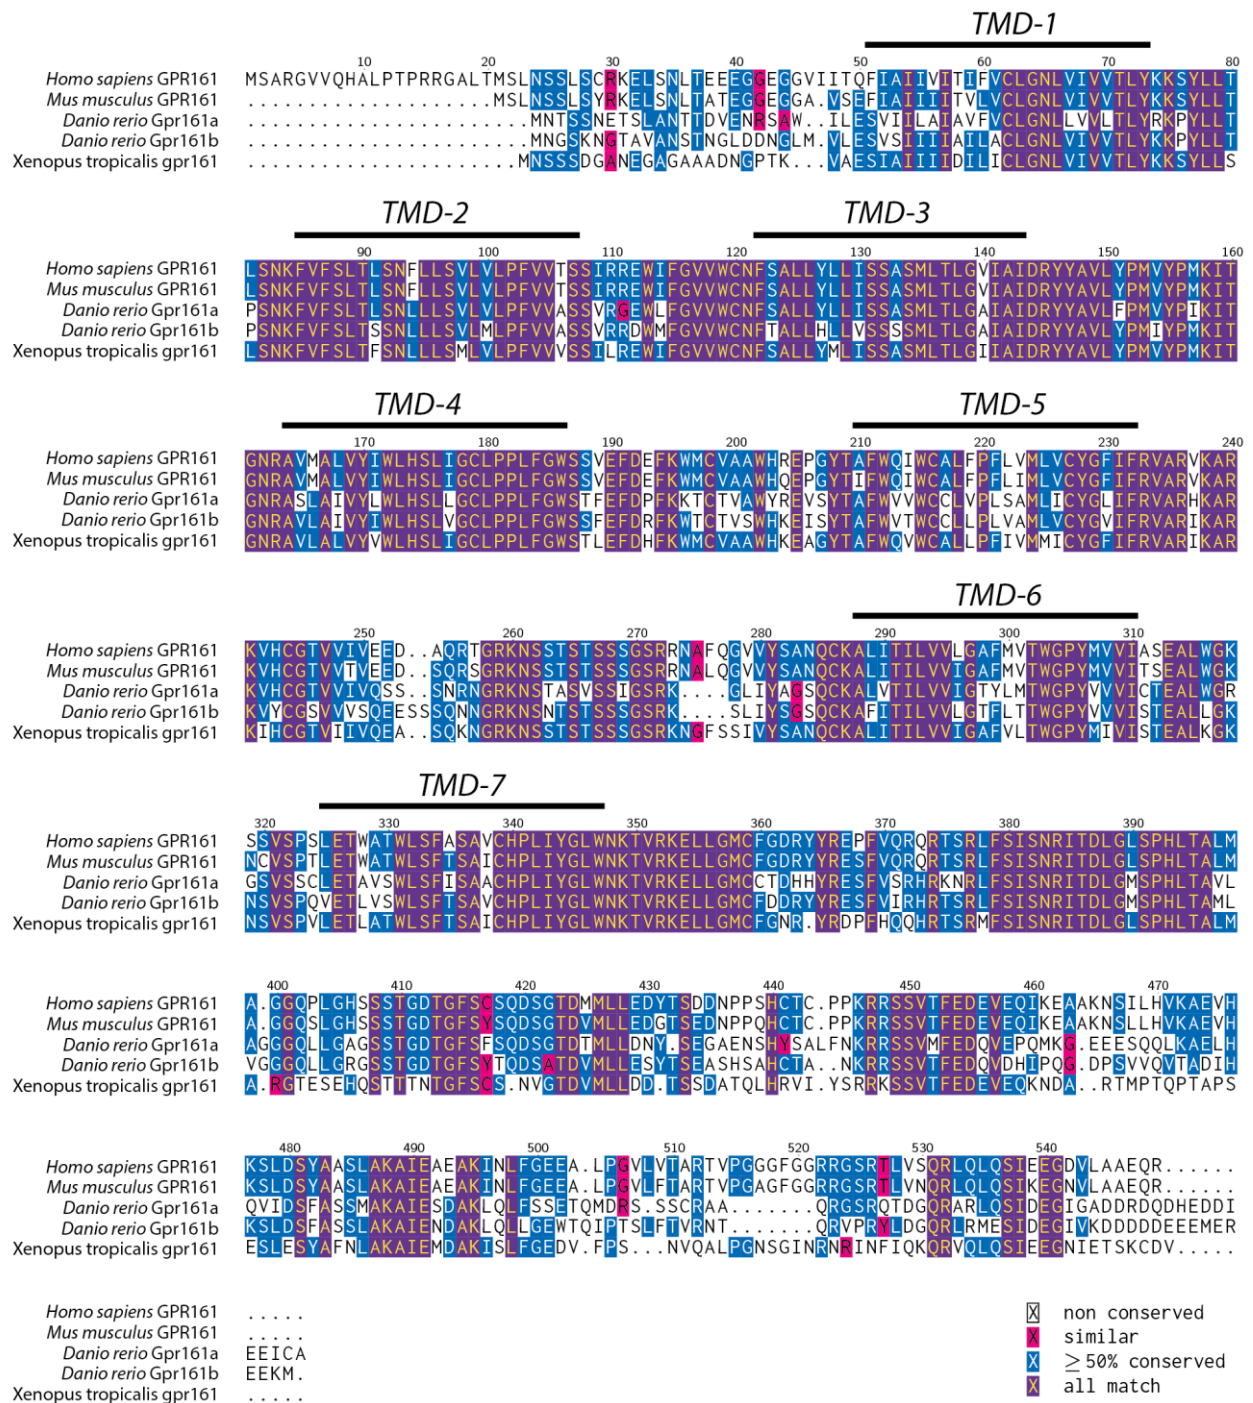 TMD-1
10 20 30 40 50 60 70 80
Homo sapiens GPR161 MSARGVVQHALPTPRRGALTMSLNSSLSCRKELSNLTEEEGGEGGVIITQFIAIIVITIFVCLGNLVIVVTLYKKSYLLT
Mus musculus GPR161 ....................MSLNSSLSYRKELSNLTATEGGEGGA.VSEFIAIIIITVLVCLGNLVIVVTLYKKSYLLT
Danio rerio Gpr161a ......................MNTSSNETSLANTTDVENRSAW.ILESVIILAIAVFVCLGNLLVVLTLYRKPYLLT
Danio rerio Gpr161b ......................MNGSKNGTAVANSTNGLDDNGLM.VLESVSIIIIAILACLGNLVIVVTLYKKPYLLT
Xenopus tropicalis gpr161 ......................MNSSSDGANEGAGAAADNGPTK...VAESIAIIIIDILICLGNLVIVVTLYKKSYLLS
TMD-2 TMD-3
90 100 110 120 130 140 150 160
Homo sapiens GPR161 LSNKFVFSLTLSNFLLSVLVLPFVVTSSIRREWIFGVVWCNFSALLYLLISSASMLTLGVIAIDRYYAVLYPMVYPMKIT
Mus musculus GPR161 LSNKFVFSLTLSNFLLSVLVLPFVVTSSIRREWIFGVVWCNFSALLYLLISSASMLTLGVIAIDRYYAVLYPMVYPMKIT
Danio rerio Gpr161a PSNKFVFSLTLSNLLLSVLVLPFVVASSVRGEWLFGVVWCNFSALLYLLISSASMLTLGAIAIDRYYAVLFPMVYPIKIT
Danio rerio Gpr161b PSNKFVFSLTSSNLLLSVLMLPFVVASSVRRDWMFGVVWCNFTALLHLLVSSSSMLTLGAIAIDRYYAVLYPMIYPMKIT
Xenopus tropicalis gpr161 LSNKFVFSLTFSNLLLSMLVLPFVVVSSILREWIFGVVWCNFSALLYMLISSASMLTLGIIAIDRYYAVLYPMVYPMKIT
TMD-4 TMD-5
170 180 190 200 210 220 230 240
Homo sapiens GPR161 GNRAVMALVYIWLHSLIGCLPPLFGWSSVEFDEFKWMCVAAWHREPGYTAFWQIWCALFPFLVMLVCYGFIFRVARVKAR
Mus musculus GPR161 GNRAVMALVYIWLHSLIGCLPPLFGWSSVEFDEFKWMCVAAWHQEPGYTIFWQIWCALFPFLIMLVCYGFIFRVARVKAR
Danio rerio Gpr161a GNRASLAIVYLWLHSLLGCLPPLFGWSTFEFDPFKKTCTVAWYREVSYTAFWVVWCCLVPLSAMLICYGLIFRVARHKAR
Danio rerio Gpr161b GNRAVLAIVYIWLHSLVGCLPPLFGWSSFEFDRFKWTCTVSWHKEISYTAFWVTWCCLLPLVAMLVCYGVIFRVARIKAR
Xenopus tropicalis gpr161 GNRAVLALVYVWLHSLIGCLPPLFGWSTLEFDHFKWMCVAAWHKEAGYTAFWQVWCALLPFIVMMICYGFIFRVARIKAR
TMD-6
250 260 270 280 290 300 310
Homo sapiens GPR161 KVHCGTVVIVEED..AQRTGRKNSSTSTSSSGSRRNAFQGVVYSANQCKALITILVVLGAFMVTWGPYMVVIASEALWGK
Mus musculus GPR161 KVHCGTVVTVEED..SQRSGRKNSSTSTSSSGSRRNALQGVVYSANQCKALITILVVIGAFMVTWGPYMVVITSEALWGK
Danio rerio Gpr161a KVHCGTVVIVQSS..SNRNGRKNSTASVSSIGSRK....GLIYAGSQCKALVTILVVIGTYLMTWGPYVVVICTEALWGR
Danio rerio Gpr161b KVYCGSVVVSQEESSSQNNGRKNSNTSTSSSGSRK....SLIYSGSQCKAFITILVVLGTFLTTWGPYVVVISTEALLGK
Xenopus tropicalis gpr161 KIHCGTVIIVQEA..SQKNGRKNSSTSTSSSGSRKNGFSSIVYSANQCKALITILVVIGAFVLTWGPYMIVISTEALKGK
TMD-7
320 330 340 350 360 370 380 390
Homo sapiens GPR161 SSVSPSLETWATWLSFASAVCHPLIYGLWNKTVRKELLGMCFGDRYYREPFVQRQRTSRLFSISNRITDLGLSPHLTALM
Mus musculus GPR161 NCVSPTLETWATWLSFTSAICHPLIYGLWNKTVRKELLGMCFGDRYYRESFVQRQRTSRLFSISNRITDLGLSPHLTALM
Danio rerio Gpr161a GSVSSCLETAVSWLSFISAACHPLIYGLWNKTVRKELLGMCCTDHHYRESFVSRHRKNRLFSISNRITDLGMSPHLTAVL
Danio rerio Gpr161b NSVSPQVETLVSWLSFTSAVCHPLIYGLWNKTVRKELLGMCFDDRYYRESFVIRHRTSRLFSISNRITDLGMSPHLTAML
Xenopus tropicalis gpr161 NSVSPVLETLATWLSFTSAICHPLIYGLWNKTVRKELLGMCFGNR.YRDPFHQQHRTSRMFSISNRITDLGLSPHLTALM
400 410 420 430 440 450 460 470
Homo sapiens GPR161 A.GGQPLGHSSSTGDTGFSCSQDSGTDMMLLEDYTSDDNPPSHCTC.PPKRRSSVTFEDEVEQIKEAAKNSILHVKAEVH
Mus musculus GPR161 A.GGQSLGHSSSTGDTGFSYSQDSGTDVMLLEDGTSEDNPPQHCTC.PPKRRSSVTFEDEVEQIKEAAKNSLLHVKAEVH
Danio rerio Gpr161a AGGGQLLGAGSSTGDTGFSFSQDSGTDTMLLDNY.SEGAENSHYSALFNKRRSSVMFEDQVEPQMKG.EEESQQLKAELH
Danio rerio Gpr161b VGGGQLLGRGSSTGDTGFSYTQDSATDVMLLESYTSEASHSAHCTA..NKRRSSVTFEDQVDHIPQG.DPSVVQVTADIH
Xenopus tropicalis gpr161 A.RGTESEHQSTTTNTGFSCS.NVGTDVMLLDD.TSSDATQLHRVI.YSRRKSSVTFEDEVEQKNDA..RTMPTQPTAPS
480 490 500 510 520 530 540
Homo sapiens GPR161 KSLDSYAASLAKAIEAEAKINLFGEEA.LPGVLVTARTVPGGGFGGRRGSRTLVSQRLQLQSIEEGDVLAAEQR......
Mus musculus GPR161 KSLDSYAASLAKAIEAEAKINLFGEEA.LPGVLFTARTVPGAGFGGRRGSRTLVNQRLQLQSIKEGNVLAAEQR......
Danio rerio Gpr161a QVIDSFASSMAKAIESDAKLQLFSSETQMDRSSSCRAA.......QRGSRQTDGQRARLQSIDEGIGADDRDQDHEDDI
Danio rerio Gpr161b KSLDSFASSLAKAIENDAKLQLLGEWTQIPTSLFTVRNT.......QRVPRYLDGQRLRMESIDEGIVKDDDDDEEEMER
Xenopus tropicalis gpr161 ESLESYAFNLAKAIEMDAKISLFGEDV.FPS...NVQALPGNSGINRNRINFIQKQRVQLQSIEEGNIETSKCDV.....
Homo sapiens GPR161 .....
Mus musculus GPR161 .....
Danio rerio Gpr161a EEICA
Danio rerio Gpr161b EEKM.
Xenopus tropicalis gpr161 .....
X non conserved
X similar
X ≥ 50% conserved
X all match